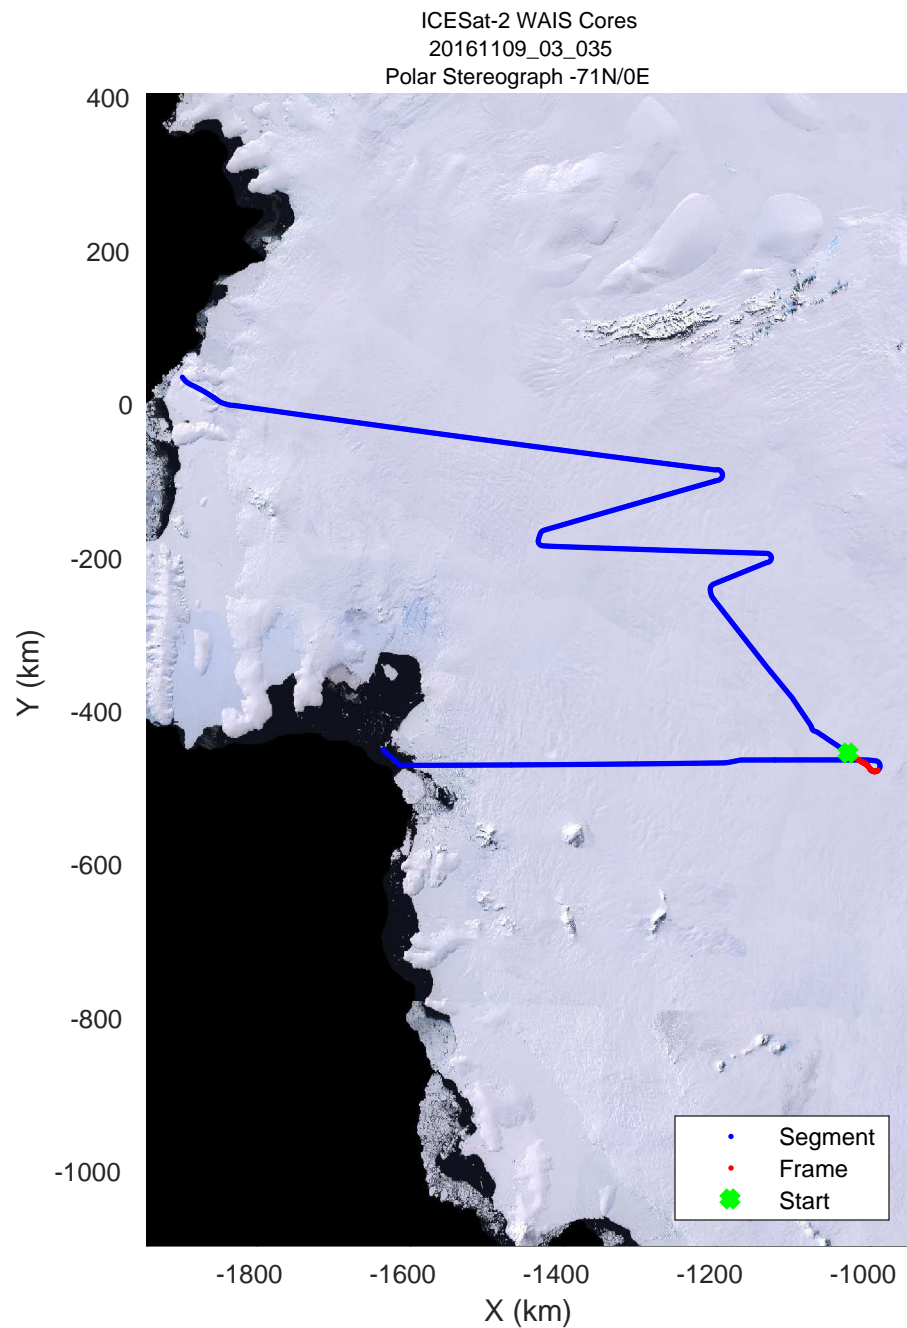 ICESat-2 WAIS Cores
20161109_03_035
Polar Stereograph -71N/0E
400
200
0
-200
-400
-600
-800
-1000
Y (km)
-1800
-1600
-1400
-1200
-1000
X (km)
Segment
Frame
Start